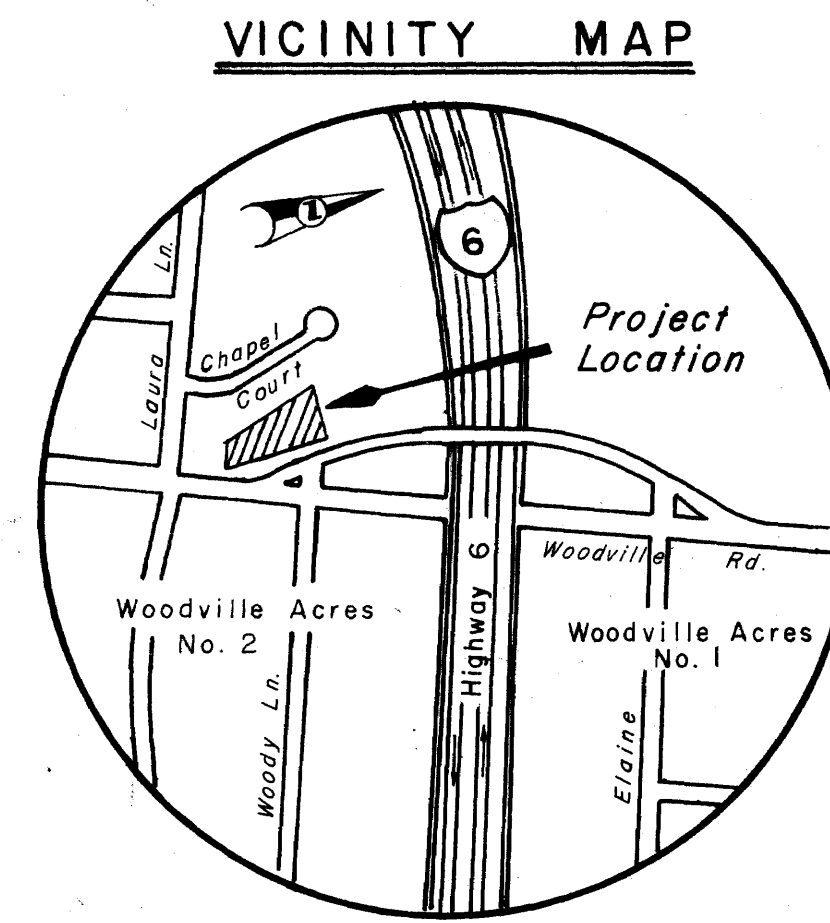 VICINITY MAP
6
Project
Location
Ln.
Laura
Chapel
Court
Highway 6
Woodville Rd.
Woodville Acres
No. 2
Woodville Acres
No. 1
Woody Ln.
Elaine